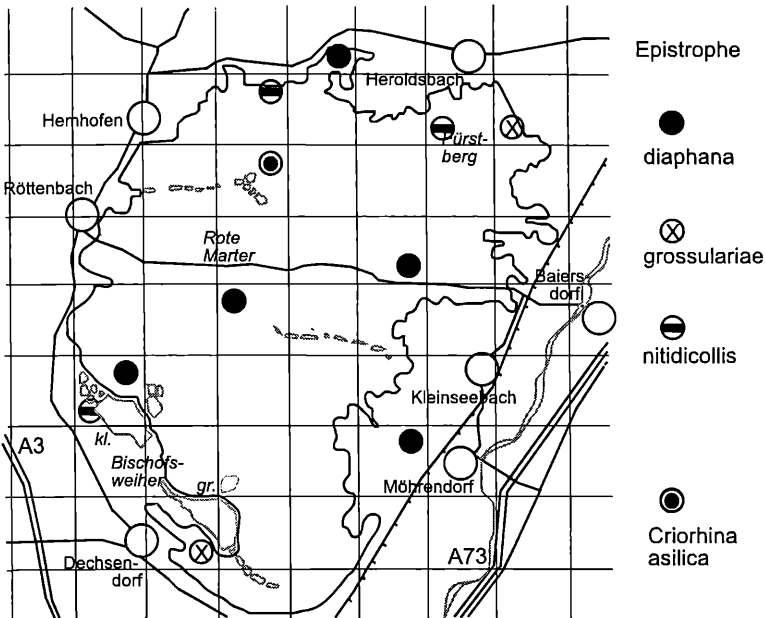 Epistrophe
Heroldsbach
Hemhofen
Fürst-
berg
diaphana
Röttenbach
Rote
Marter
grossulariae
Baiers
dorf
nitidicollis
Kleinseebach
kl.
A3
Bischofs-
weiher
gr.
Möhrendorf
Criorhina
asilica
Dechsen-
dorf
A73